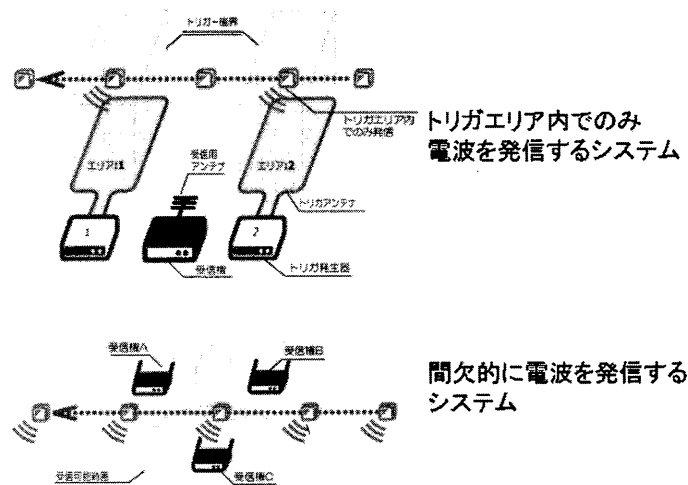 トリガー磁界
トリガエリア内
でのみ発信
トリガエリア内でのみ
電波を発信するシステム
エリア1
受信用
アンテナ
エリア2
トリガアンテナ
1
2
受信機
トリガ発生器
受信機A
受信機B
間欠的に電波を発信する
システム
受信可能範囲
受信機C